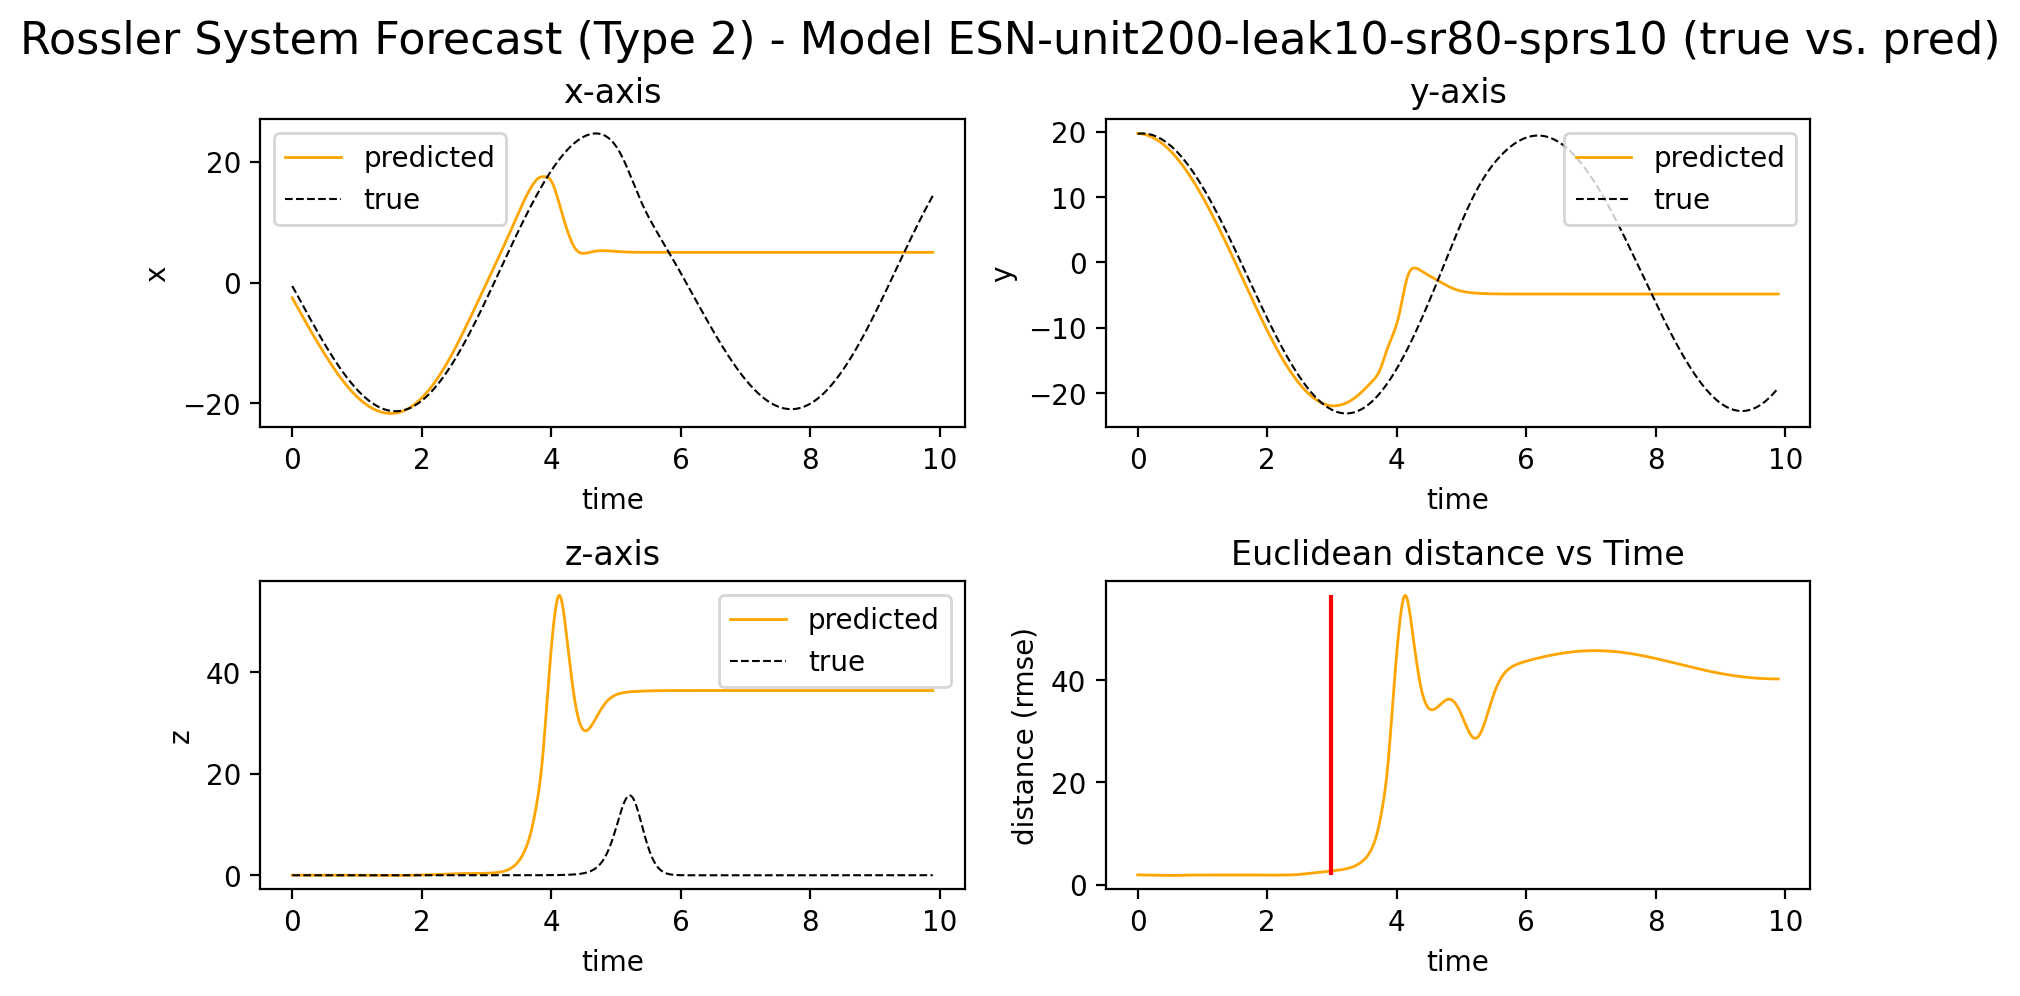 Rossler System Forecast (Type 2) - Model ESN-unit200-leak10-sr80-sprs10 (true vs. pred)
x-axis
predicted
true
x
20
0
−20
0 2 4 6 8 10
time
y-axis
predicted
true
y
20
10
0
−10
−20
0 2 4 6 8 10
time
z-axis
predicted
true
z
40
20
0
0 2 4 6 8 10
time
Euclidean distance vs Time
distance (rmse)
40
20
0
0 2 4 6 8 10
time